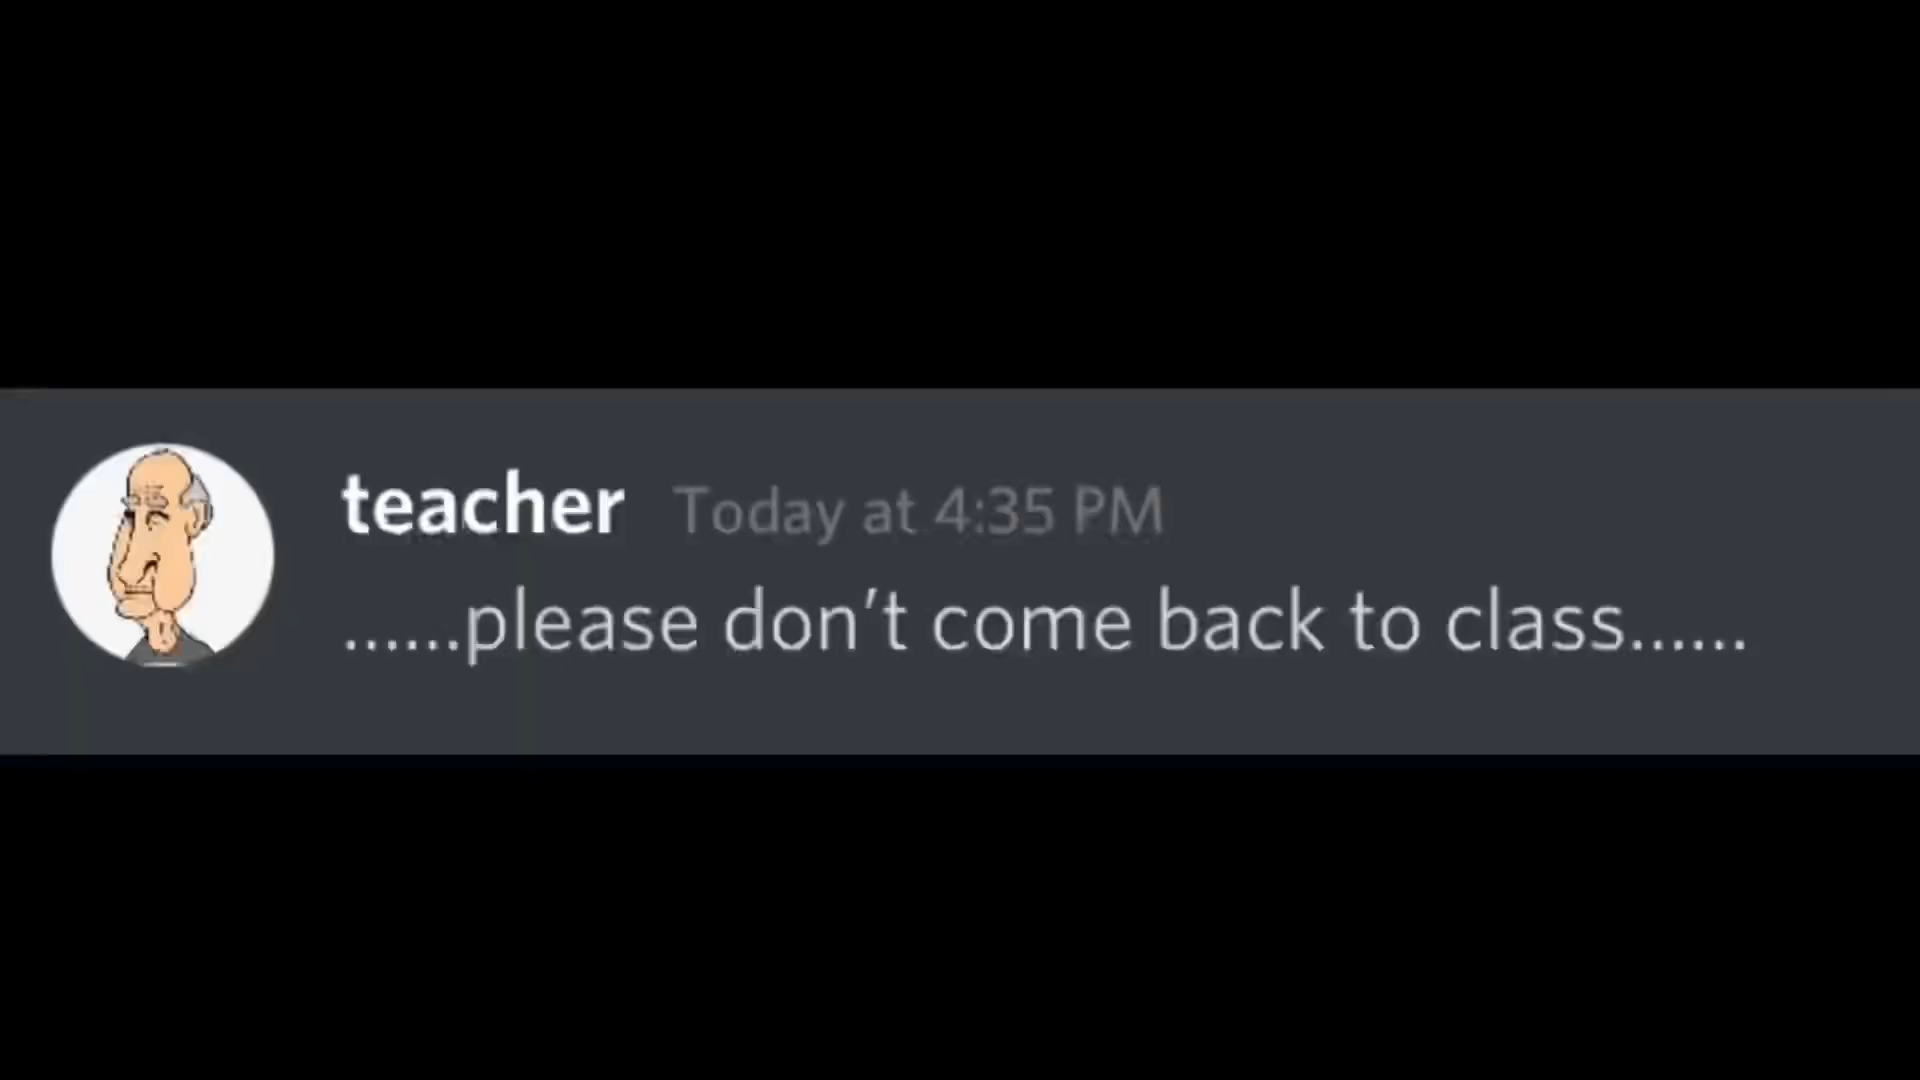 teacher Today at 4:35 PM
......please don't come back to class......